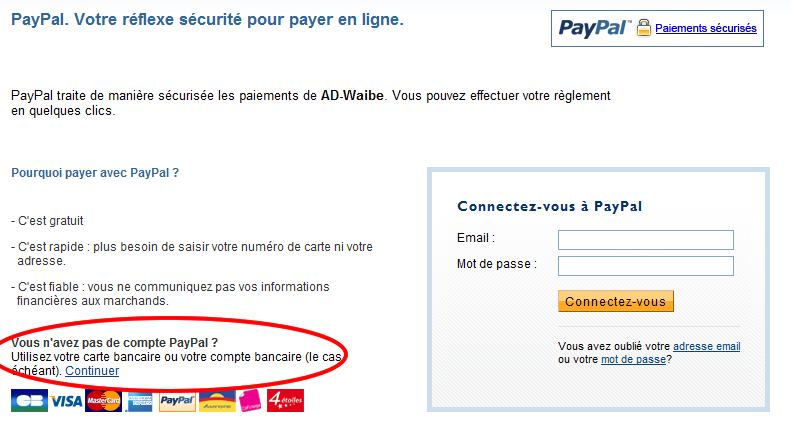 PayPal. Votre réflexe sécurité pour payer en ligne.
PayPal™ Paiements sécurisés
PayPal traite de manière sécurisée les paiements de AD-Waibe. Vous pouvez effectuer votre règlement
en quelques clics.
Pourquoi payer avec PayPal ?
- C'est gratuit
- C'est rapide : plus besoin de saisir votre numéro de carte ni votre
adresse.
- C'est fiable : vous ne communiquez pas vos informations
financières aux marchands.
Vous n'avez pas de compte PayPal ?
Utilisez votre carte bancaire ou votre compte bancaire (le cas
échéant). Continuer
CB VISA MasterCard PayPal Aurore 4 étoiles
Connectez-vous à PayPal
Email :
Mot de passe :
Connectez-vous
Vous avez oublié votre adresse email
ou votre mot de passe?